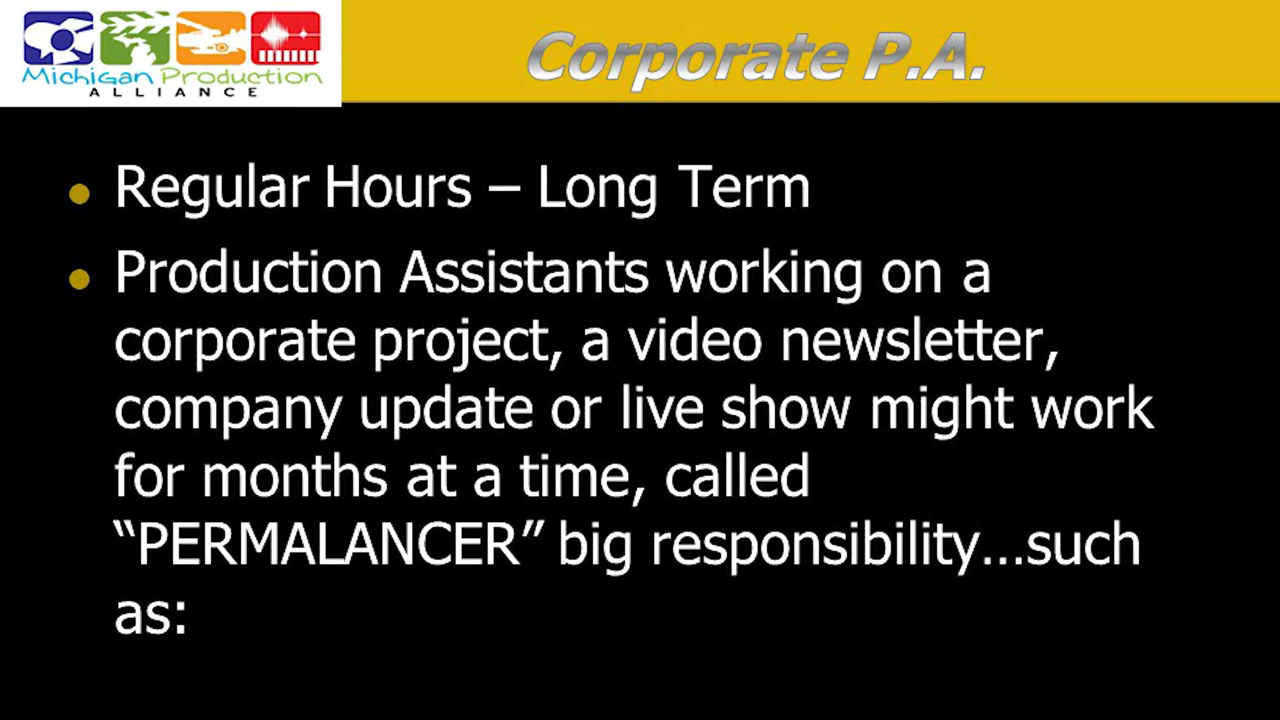 Michigan Production
ALLIANCE
Corporate P.A.
Regular Hours – Long Term
Production Assistants working on a
corporate project, a video newsletter,
company update or live show might work
for months at a time, called
“PERMALANCER” big responsibility…such
as: